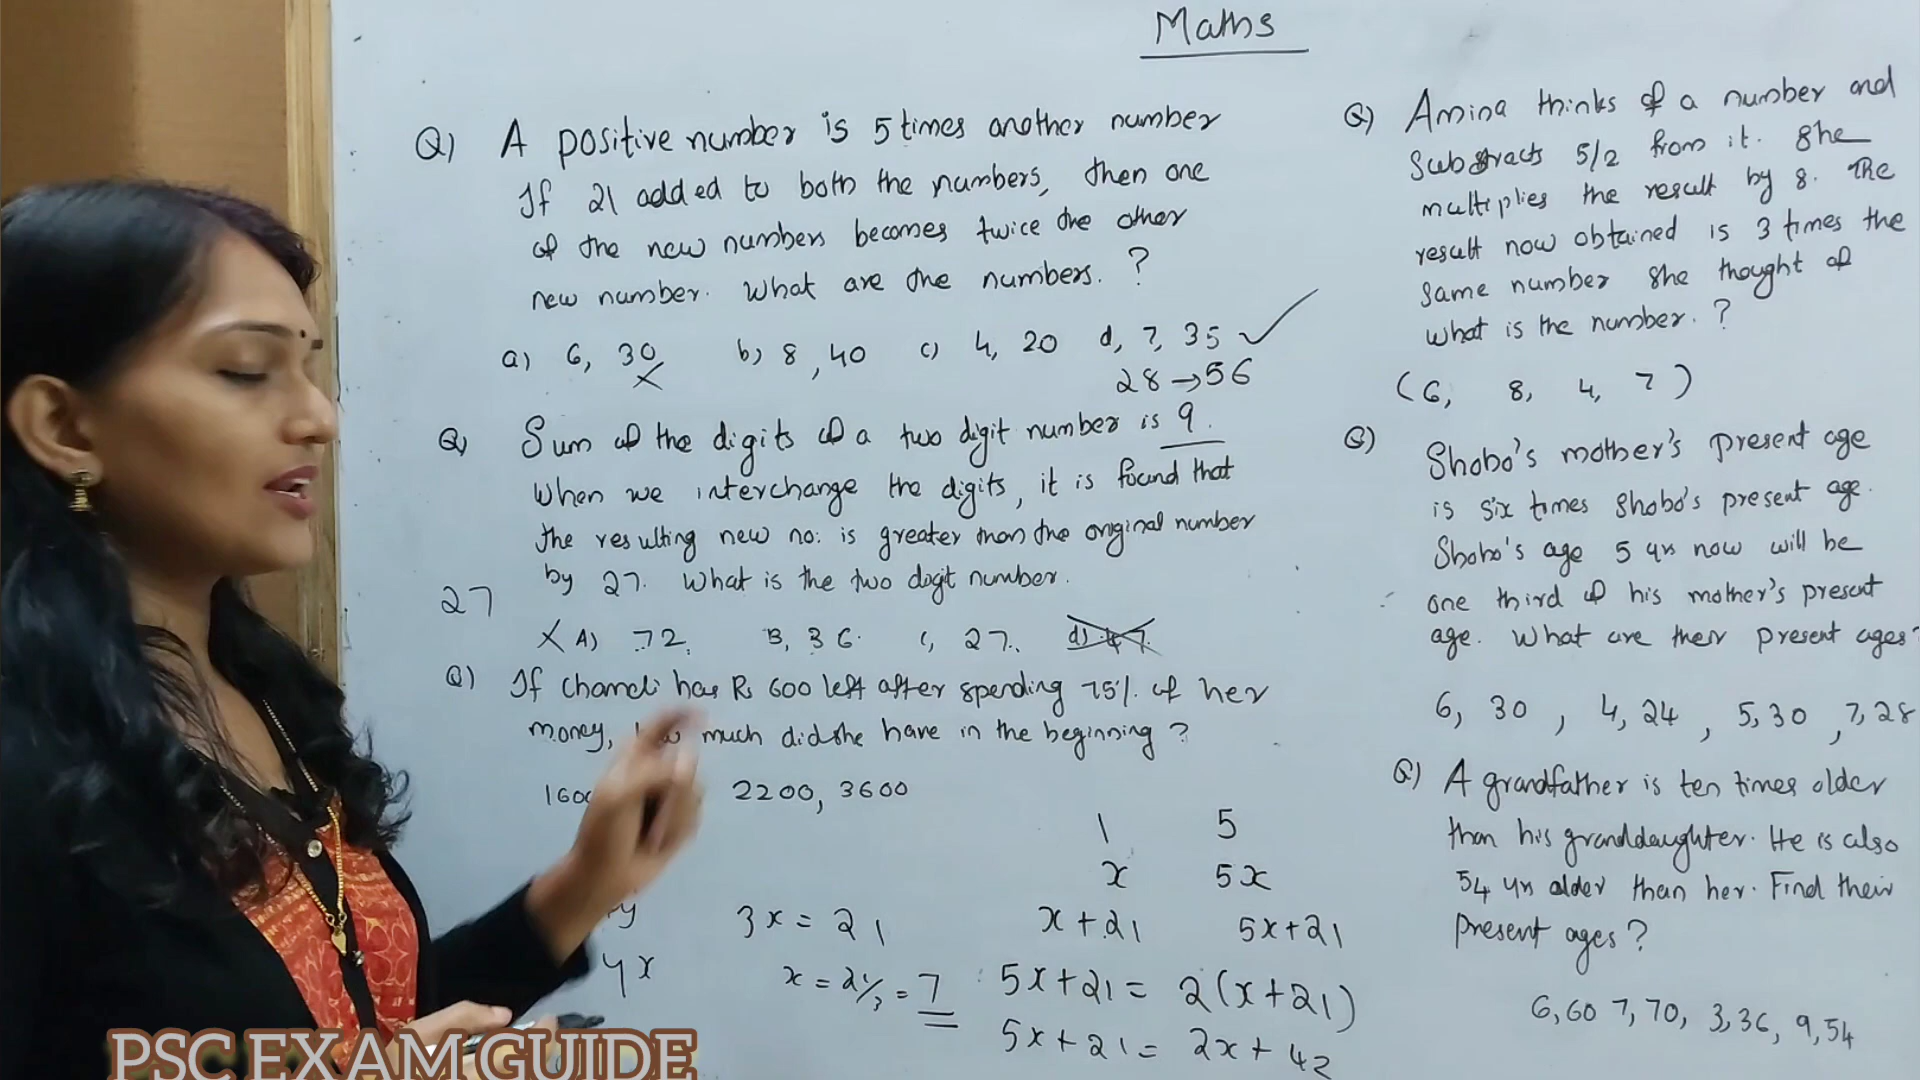 Maths
Q) A positive number is 5 times another number
If 21 added to both the numbers, then one
of the new numbers becomes twice the other
new number. What are the numbers. ?
a) 6, 30 b) 8, 40 c) 4, 20 d, 7, 35 ✓
28 → 56
Q) Sum of the digits of a two digit number is 9.
When we interchange the digits, it is found that
the resulting new no: is greater than the original number
by 27. What is the two digit number.
27
X A) 72. B, 36. C, 27. d) 47
Q) If Chandi has Rs 600 left after spending 75% of her
money, how much did she have in the beginning ?
2200, 3600
1 5
x 5x
x + 21 5x + 21
5x + 21 = 2(x + 21)
5x + 21 = 2x + 42
3x = 21
x = 21/3 = 7
y
yx
Q) Amina thinks of a number and
Substracts 5/2 from it. She
multiplies the result by 8. The
result now obtained is 3 times the
same number she thought of
what is the number. ?
(6, 8, 4, 7)
Q) Shobo's mother's present age
is six times Shobo's present age.
Shobo's age 5 yrs now will be
one third of his mother's present
age. What are their present ages?
6, 30, 4, 24, 5, 30, 7, 28
Q) A grandfather is ten times older
than his granddaughter. He is also
54 yrs older than her. Find their
present ages?
6, 60 7, 70, 3, 36, 9, 54
PSC EXAM GUIDE